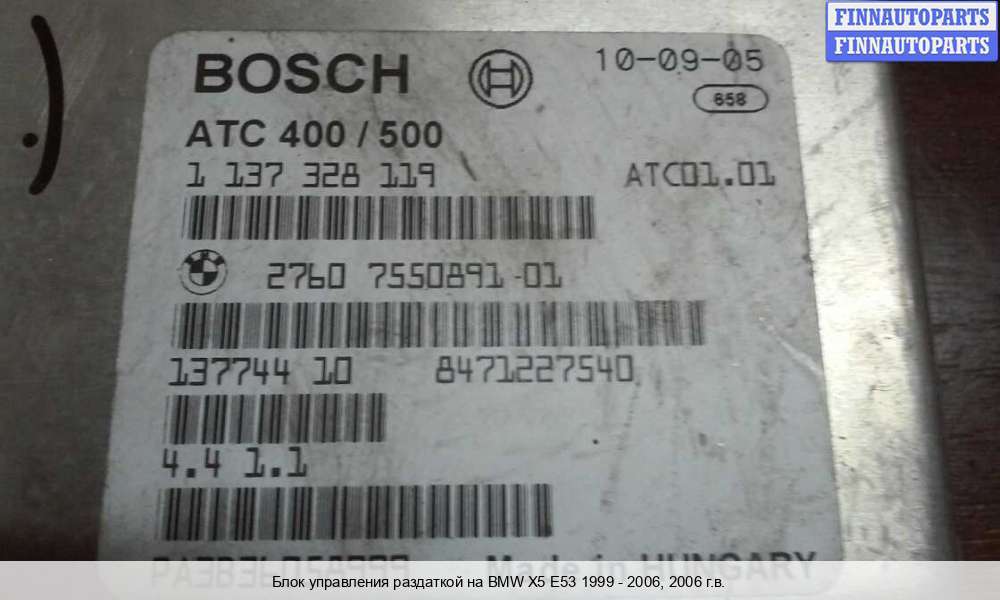 FINNAUTOPARTS
FINNAUTOPARTS
BOSCH
10-09-05
658
ATC 400 / 500
1 137 328 119
ATC01.01
2760 7550891-01
137744 10 8471227540
4.4 1.1
Made in HUNGARY
Блок управления раздаткой на BMW X5 E53 1999 - 2006, 2006 г.в.